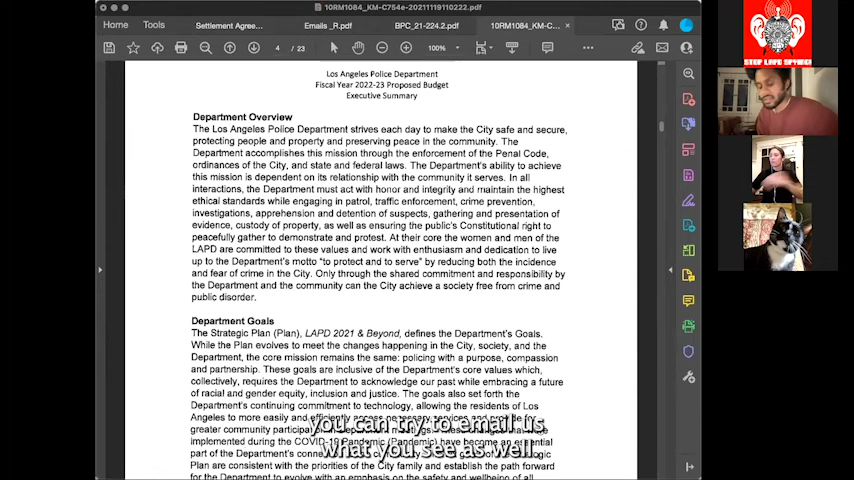 10RM1084_KM-C754e-20211119110222.pdf
Home
Tools
Settlement Agree...
Emails _R.pdf
BPC_21-224.2.pdf
10RM1084_KM-C... ×
4 / 23
100%
STOP LAPD SPYING!
Los Angeles Police Department
Fiscal Year 2022-23 Proposed Budget
Executive Summary
Department Overview
The Los Angeles Police Department strives each day to make the City safe and secure,
protecting people and property and preserving peace in the community. The
Department accomplishes this mission through the enforcement of the Penal Code,
ordinances of the City, and state and federal laws. The Department's ability to achieve
this mission is dependent on its relationship with the community it serves. In all
interactions, the Department must act with honor and integrity and maintain the highest
ethical standards while engaging in patrol, traffic enforcement, crime prevention,
investigations, apprehension and detention of suspects, gathering and presentation of
evidence, custody of property, as well as ensuring the public's Constitutional right to
peacefully gather to demonstrate and protest. At their core the women and men of the
LAPD are committed to these values and work with enthusiasm and dedication to live
up to the Department's motto "to protect and to serve" by reducing both the incidence
and fear of crime in the City. Only through the shared commitment and responsibility by
the Department and the community can the City achieve a society free from crime and
public disorder.
Department Goals
The Strategic Plan (Plan), LAPD 2021 & Beyond, defines the Department's Goals.
While the Plan evolves to meet the changes happening in the City, society, and the
Department, the core mission remains the same: policing with a purpose, compassion
and partnership. These goals are inclusive of the Department's core values which,
collectively, requires the Department to acknowledge our past while embracing a future
of racial and gender equity, inclusion and justice. The goals also set forth the
Department's continuing commitment to technology, allowing the residents of Los
Angeles to more easily and efficiently access necessary services and provide for
greater community participation in Department meetings. These changes that were
implemented during the COVID-19 Pandemic (Pandemic) have become an essential
part of the Department's
Plan are consistent with the priorities of the City family and establish the path forward
for the Department to evolve with an emphasis on the safety and wellbeing of all
you can try to email us
what you see as well